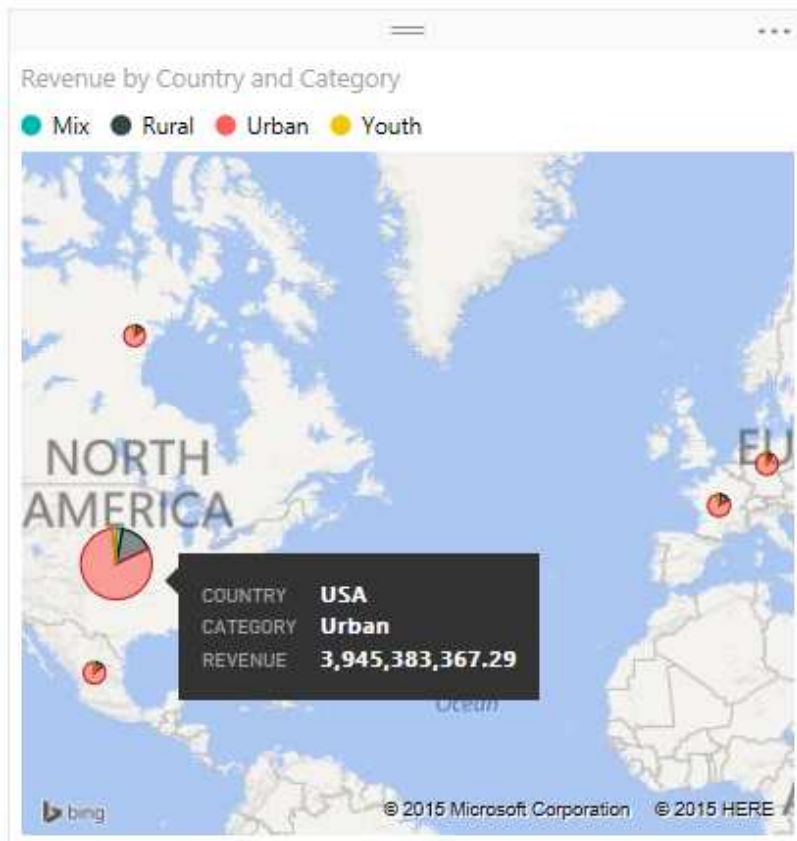 Revenue by Country and Category
Mix Rural Urban Youth
NORTH
AMERICA
EU
COUNTRY USA
CATEGORY Urban
REVENUE 3,945,383,367.29
Ocean
bing © 2015 Microsoft Corporation © 2015 HERE